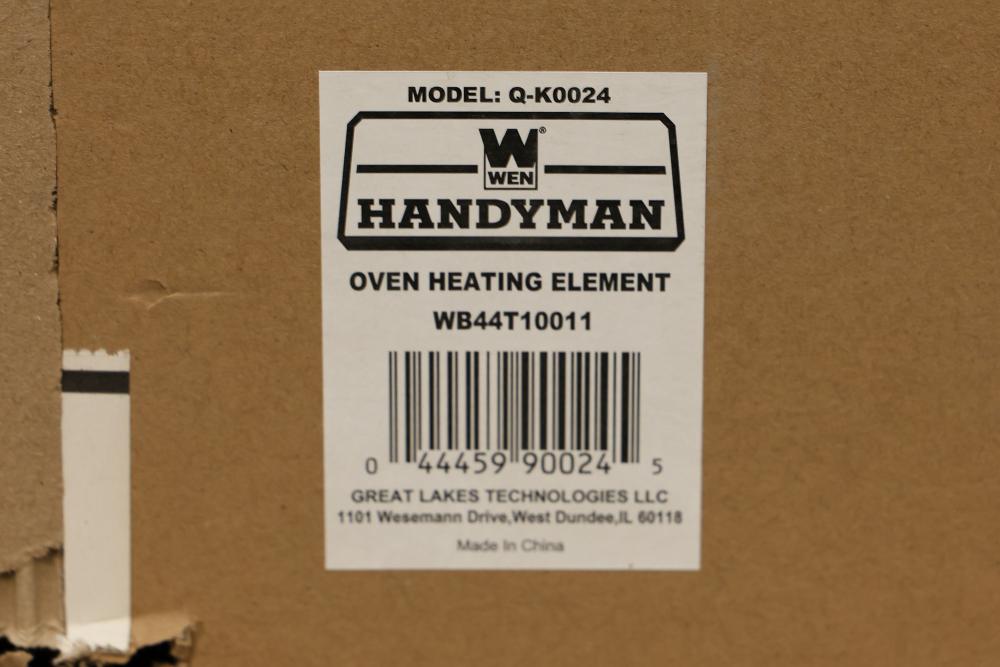 MODEL: Q-K0024
W®
WEN
HANDYMAN
OVEN HEATING ELEMENT
WB44T10011
0 44459 90024 5
GREAT LAKES TECHNOLOGIES LLC
1101 Wesemann Drive,West Dundee,IL 60118
Made In China